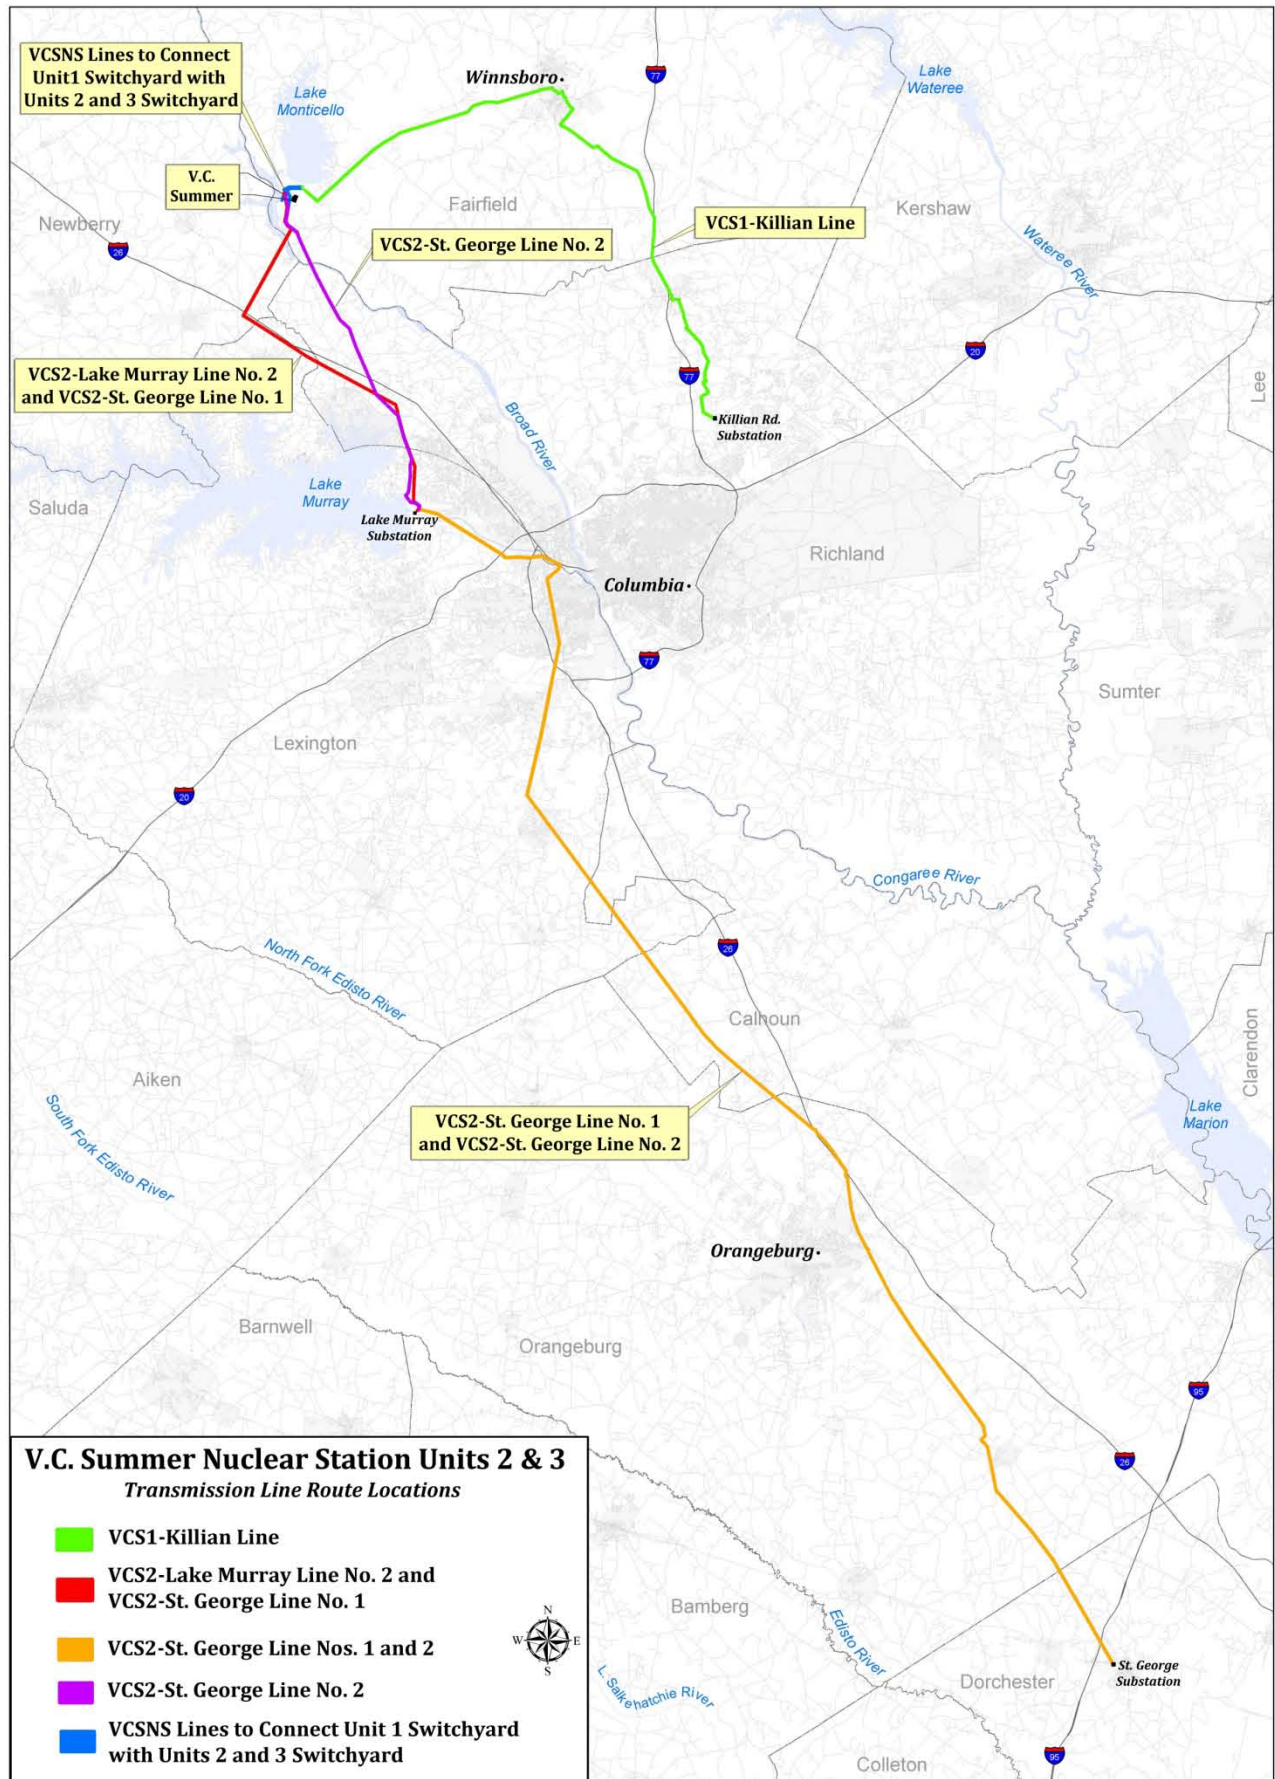 VCSNS Lines to Connect
Unit1 Switchyard with
Units 2 and 3 Switchyard
Lake
Monticello
Winnsboro
77
Lake
Wateree
V.C.
Summer
Newberry
26
Fairfield
Kershaw
VCS1-Killian Line
VCS2-St. George Line No. 2
Wateree River
20
VCS2-Lake Murray Line No. 2
and VCS2-St. George Line No. 1
77
Lee
Broad River
Killian Rd.
Substation
Saluda
Lake
Murray
Lake Murray
Substation
Richland
Columbia
77
Sumter
Lexington
20
Congaree River
26
North Fork Edisto River
Calhoun
Clarendon
Aiken
South Fork Edisto River
Lake
Marion
VCS2-St. George Line No. 1
and VCS2-St. George Line No. 2
Orangeburg
Barnwell
Orangeburg
95
26
V.C. Summer Nuclear Station Units 2 & 3
Transmission Line Route Locations
VCS1-Killian Line
VCS2-Lake Murray Line No. 2 and
VCS2-St. George Line No. 1
VCS2-St. George Line Nos. 1 and 2
VCS2-St. George Line No. 2
VCSNS Lines to Connect Unit 1 Switchyard
with Units 2 and 3 Switchyard
N
W
E
S
Bamberg
Edisto River
L. Salkehatchie River
Dorchester
St. George
Substation
95
Colleton